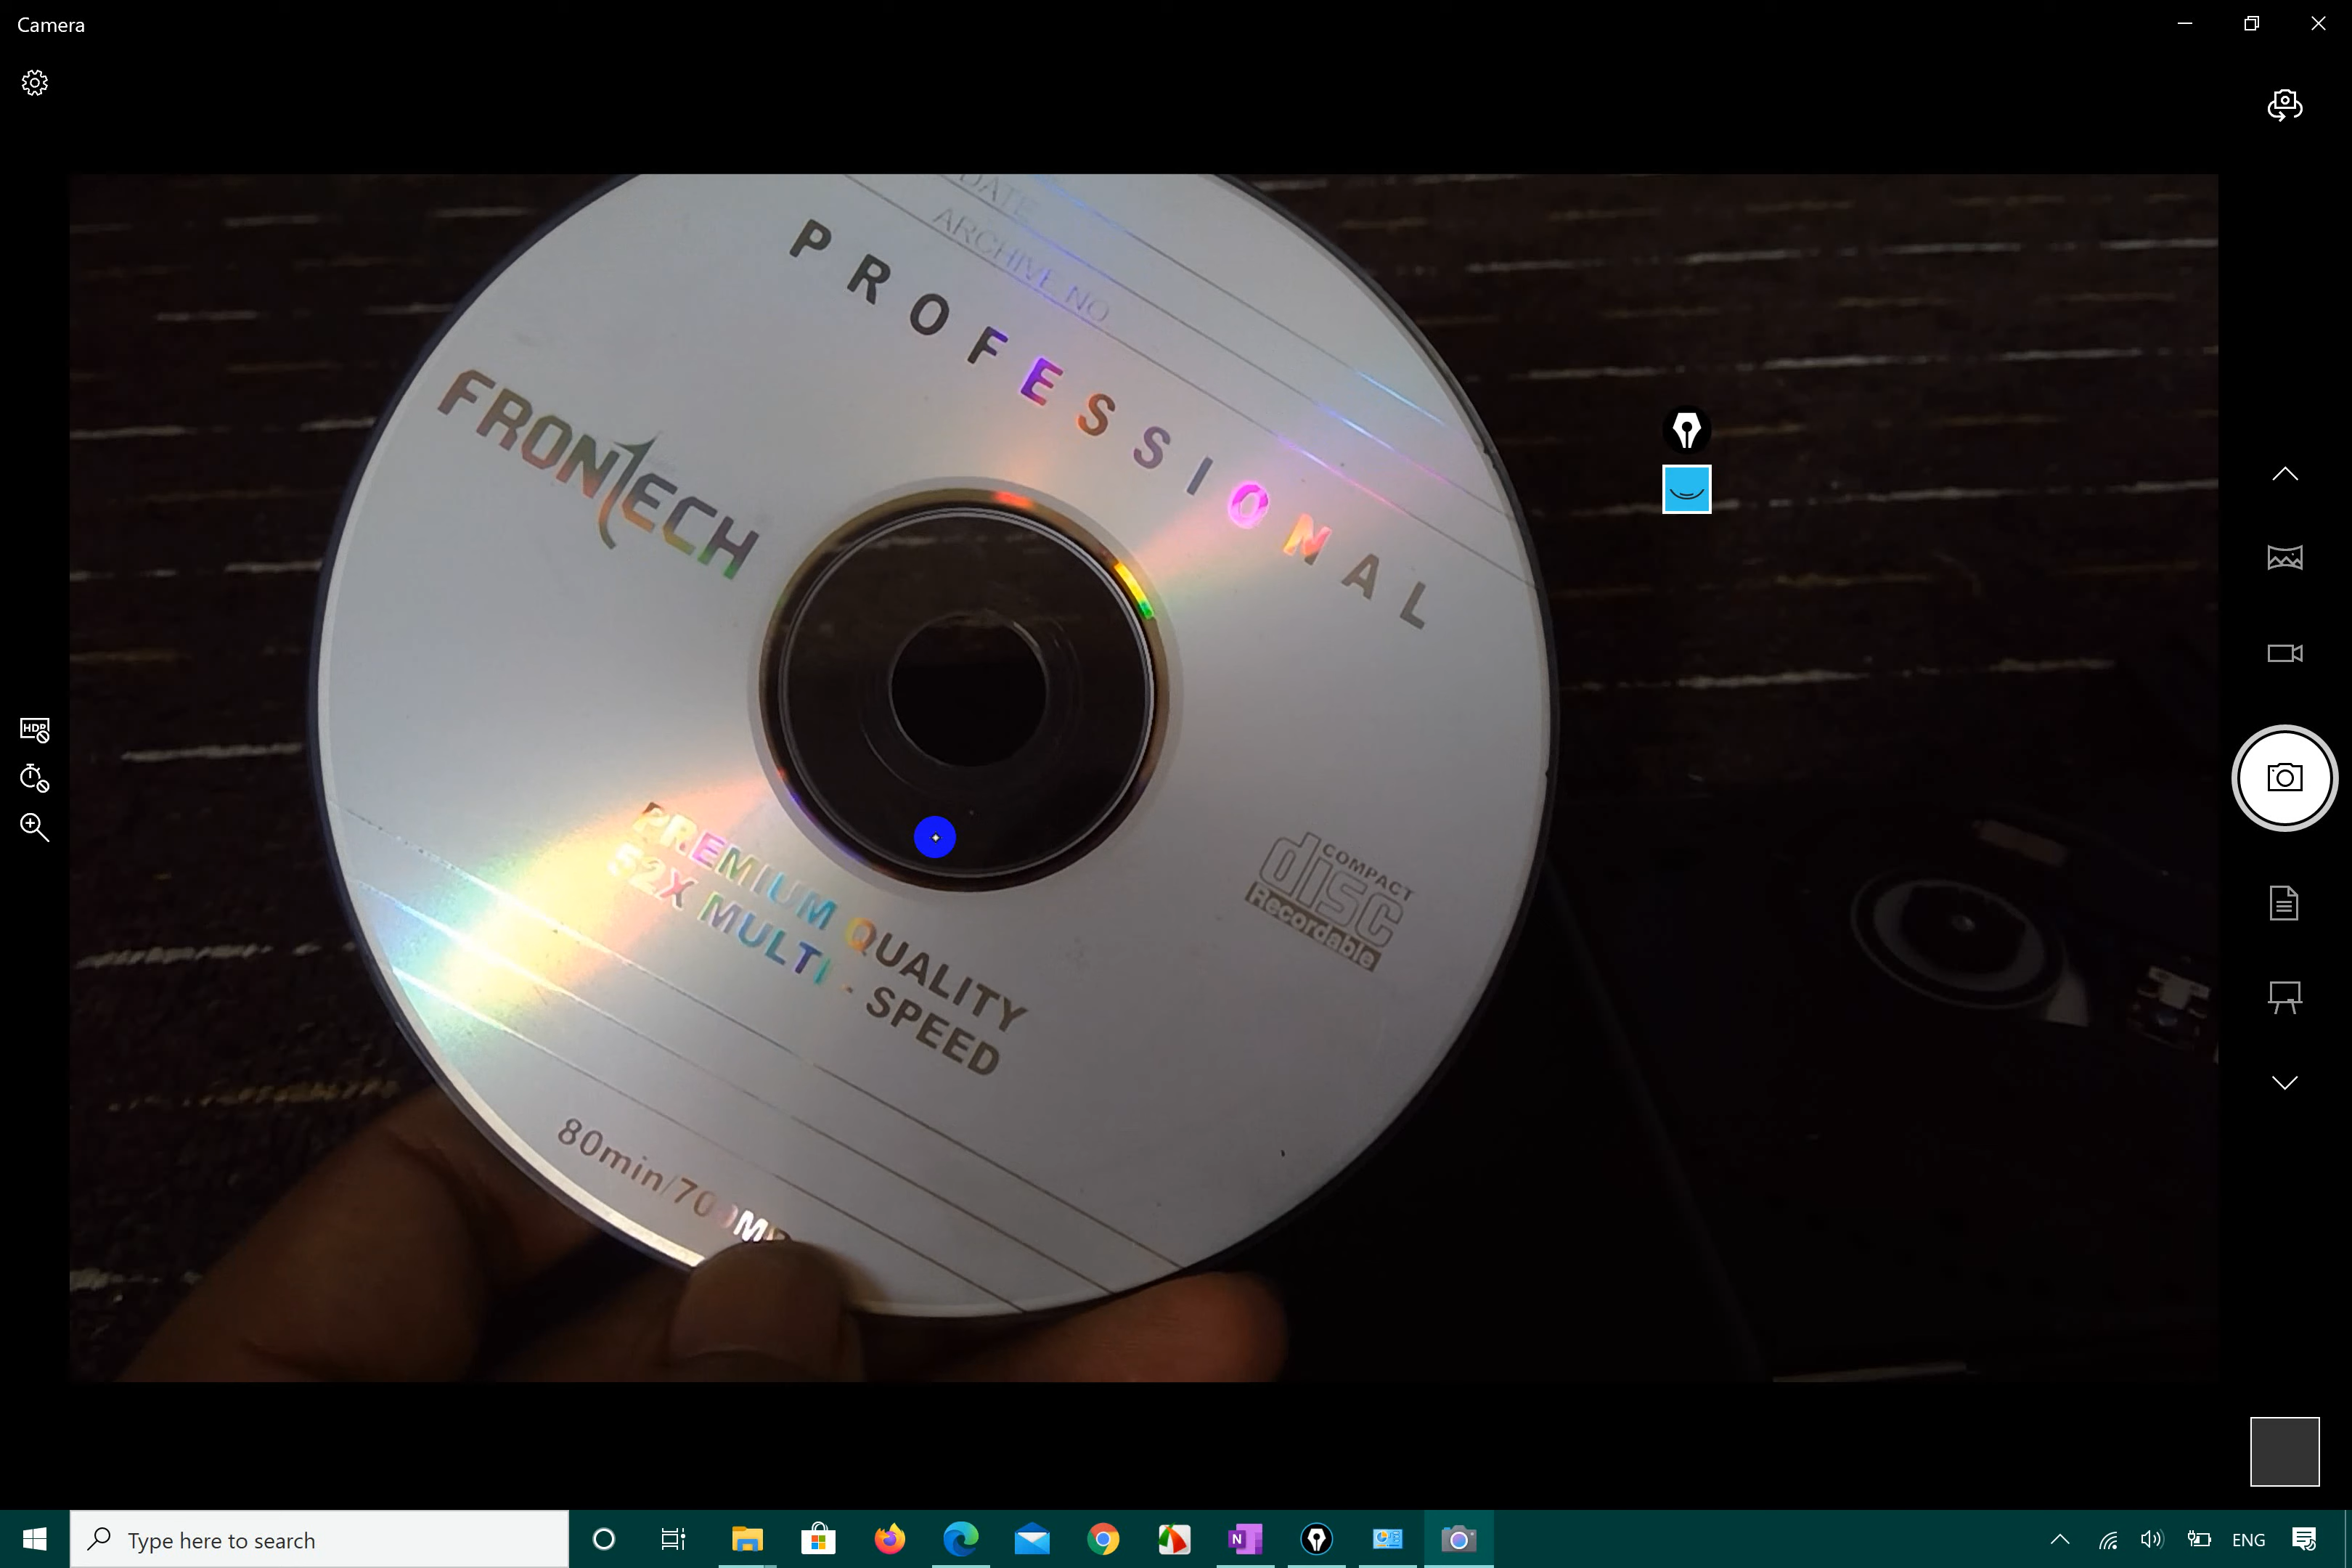 Camera
DATE
ARCHIVE NO.
PROFESSIONAL
FRONTECH
COMPACT
disc
Recordable
PREMIUM QUALITY
52X MULTI - SPEED
80min/700MB
HDR
Type here to search
N
ENG